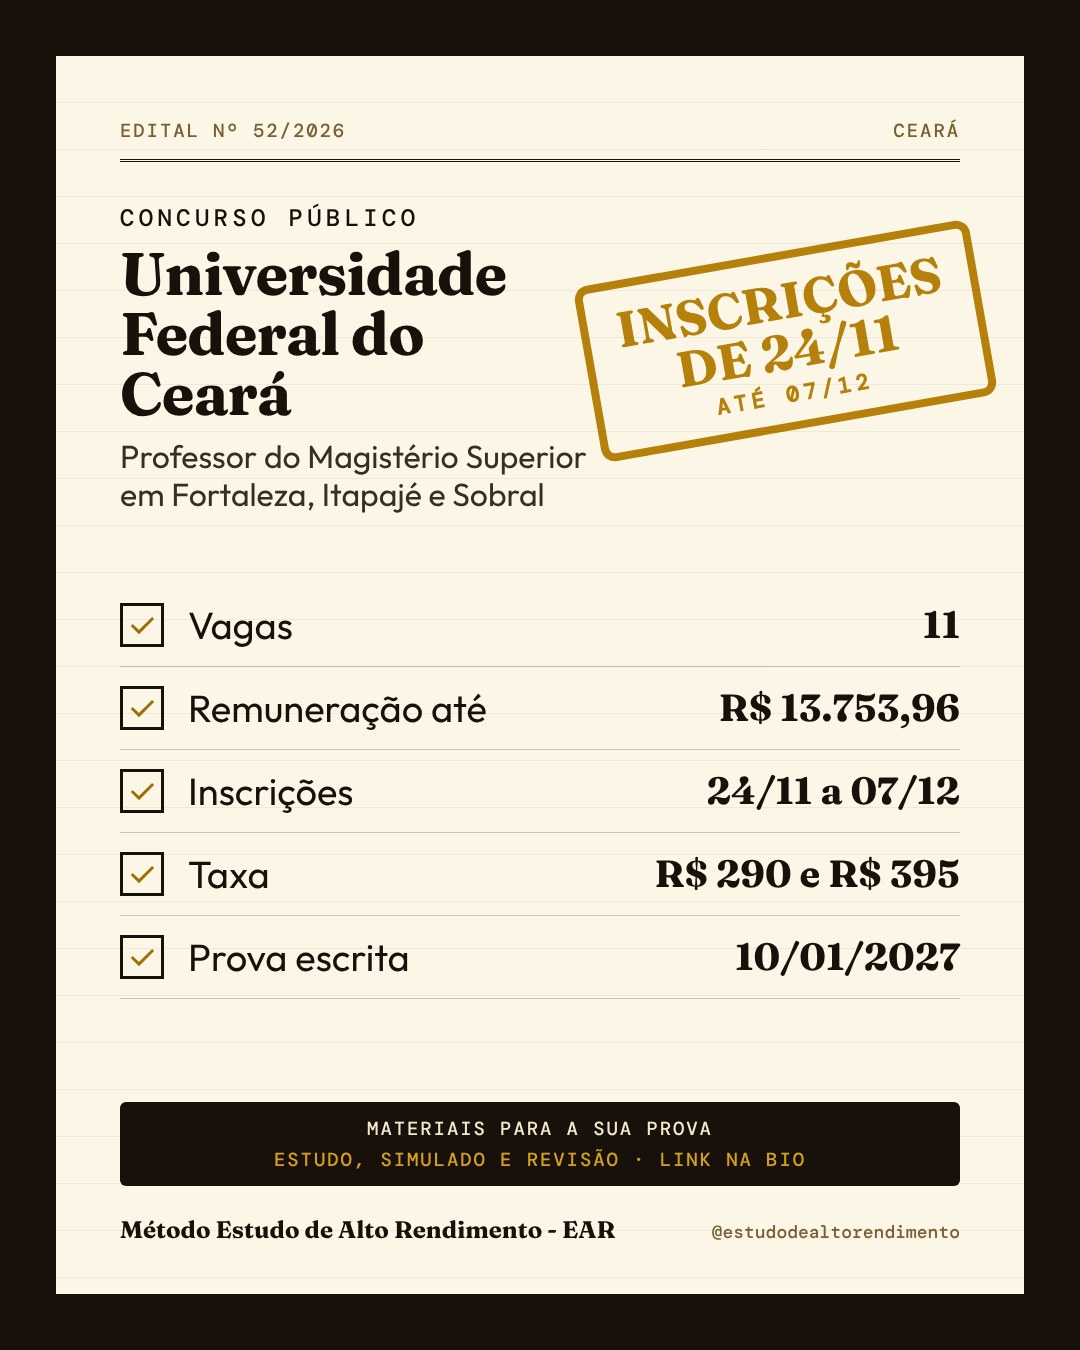 EDITAL Nº 52/2026
CEARÁ
CONCURSO PÚBLICO
Universidade
Federal do
Ceará
INSCRIÇÕES
DE 24/11
ATÉ 07/12
Professor do Magistério Superior
em Fortaleza, Itapajé e Sobral
Vagas 11
Remuneração até R$ 13.753,96
Inscrições 24/11 a 07/12
Taxa R$ 290 e R$ 395
Prova escrita 10/01/2027
MATERIAIS PARA A SUA PROVA
ESTUDO, SIMULADO E REVISÃO · LINK NA BIO
Método Estudo de Alto Rendimento - EAR
@estudodealtorendimento